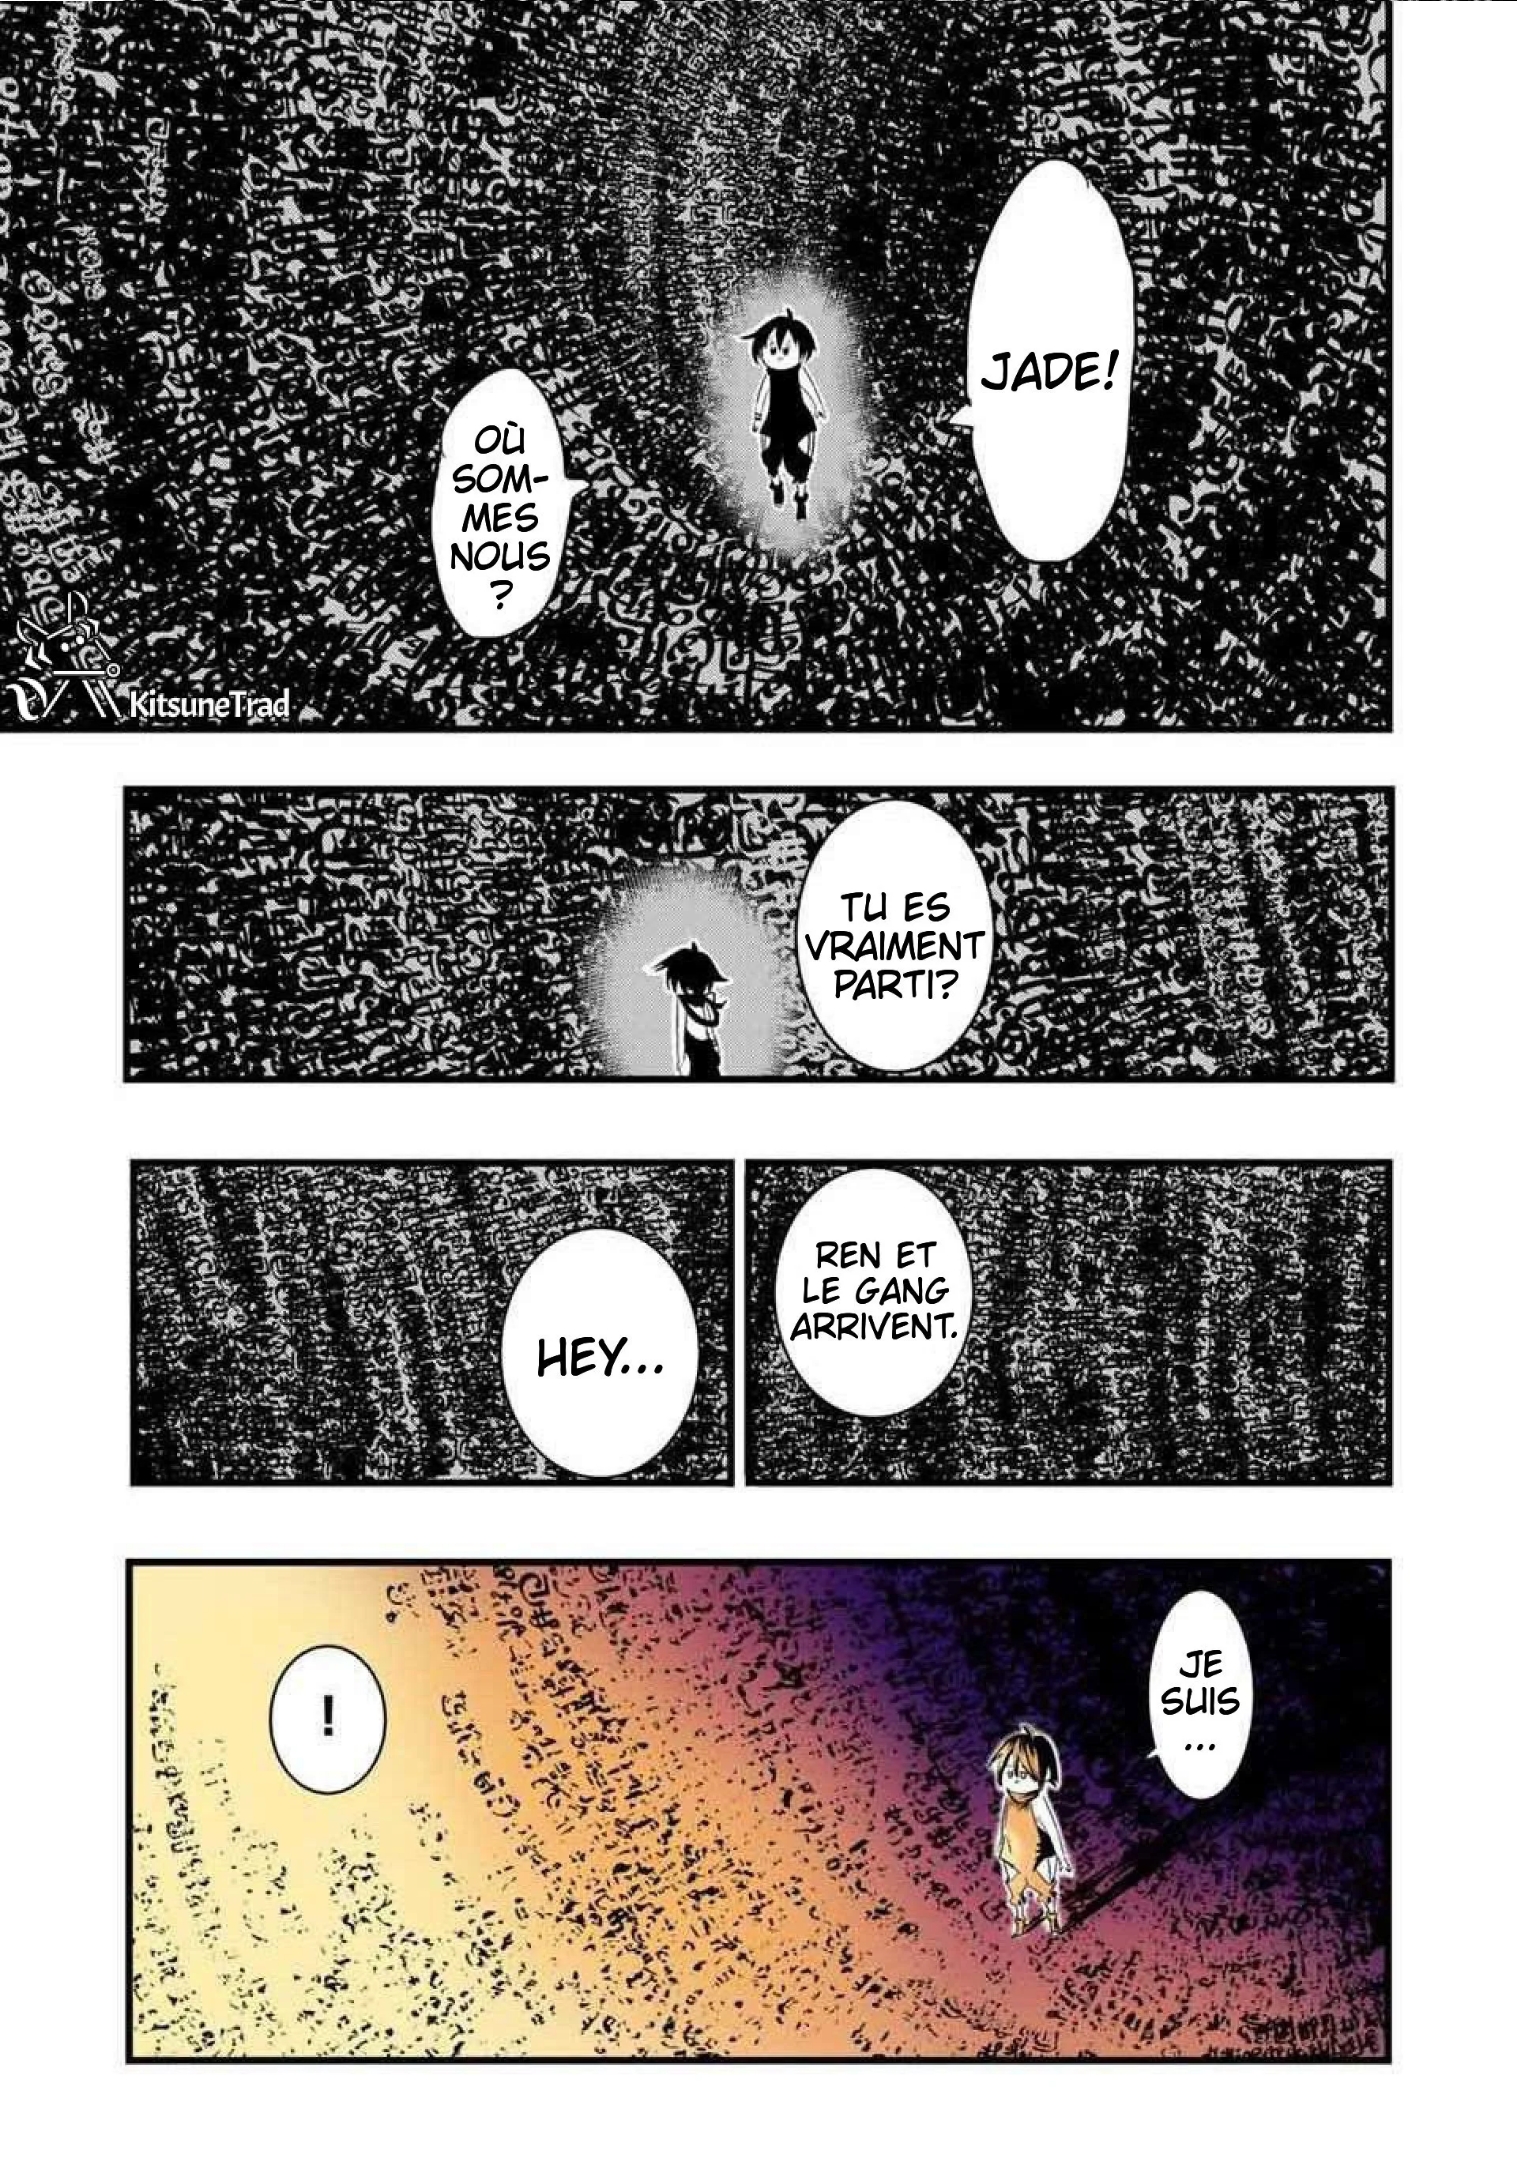 JADE!
OÙ
SOM-
MES
NOUS
?
KitsuneTrad
TU ES
VRAIMENT
PARTI?
REN ET
LE GANG
ARRIVENT.
HEY...
JE
SUIS
...
!